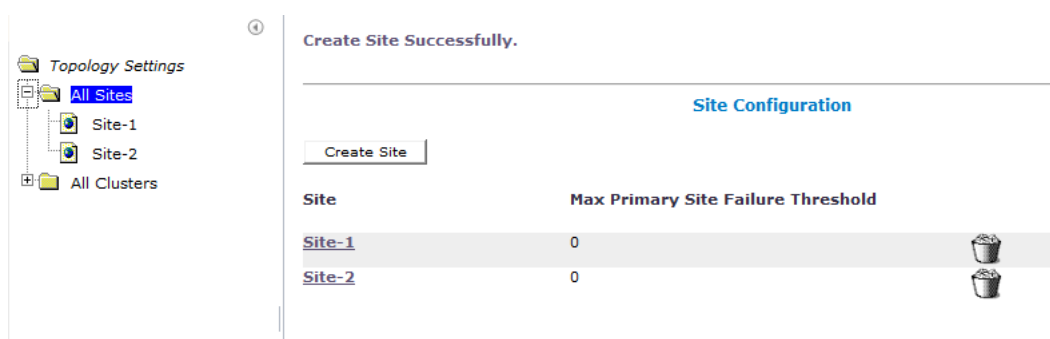 Topology Settings
All Sites
Site-1
Site-2
All Clusters
Create Site Successfully.
Site Configuration
Create Site
Site Max Primary Site Failure Threshold
Site-1 0
Site-2 0